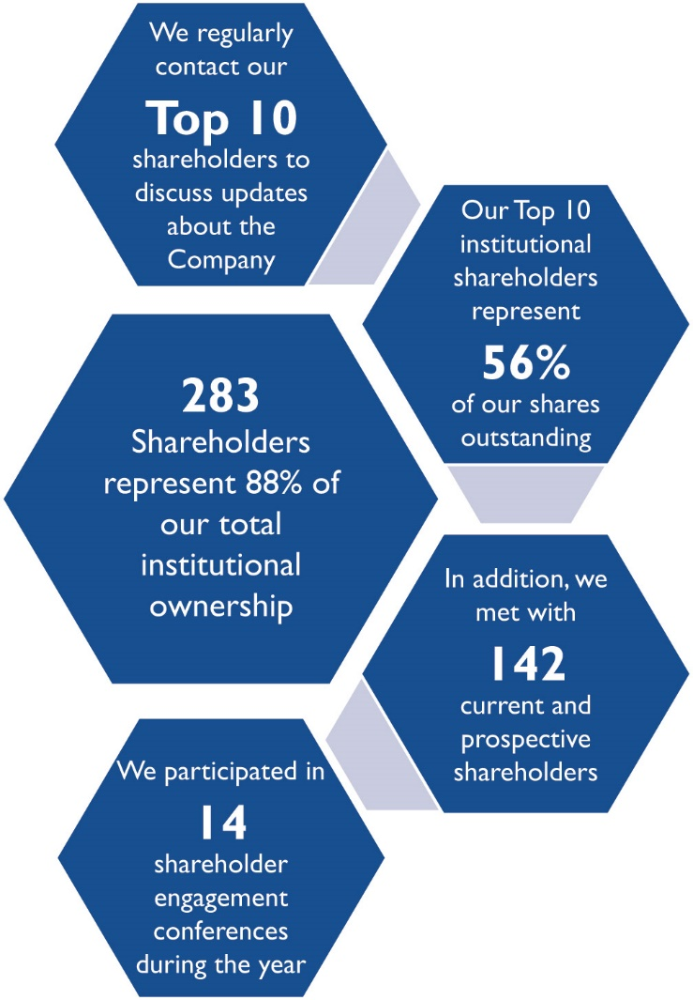 We regularly
contact our
Top 10
shareholders to
discuss updates
about the
Company
Our Top 10
institutional
shareholders
represent
56%
of our shares
outstanding
283
Shareholders
represent 88% of
our total
institutional
ownership
In addition, we
met with
142
current and
prospective
shareholders
We participated in
14
shareholder
engagement
conferences
during the year